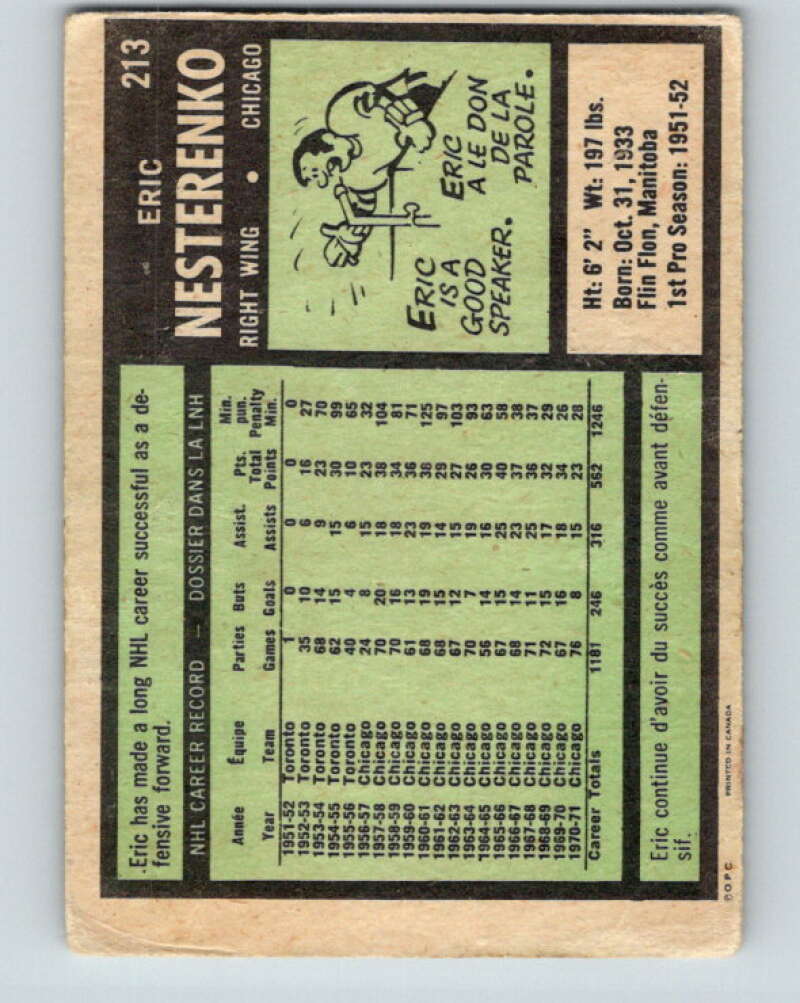 213
ERIC
NESTERENKO
RIGHT WING • CHICAGO
ERIC
IS A
GOOD
SPEAKER.
ERIC
A LE DON
DE LA
PAROLE.
Ht: 6' 2" Wt: 197 lbs.
Born: Oct. 31, 1933
Flin Flon, Manitoba
1st Pro Season: 1951-52
Eric has made a long NHL career successful as a de-
fensive forward.
NHL CAREER RECORD — DOSSIER DANS LA LNH
Année Équipe Parties Buts Assist. Pts. Total Min. pun. Penalty
Year Team Games Goals Assists Points Min.
1951-52 Toronto 1 0 0 0 0
1952-53 Toronto 35 10 6 16 27
1953-54 Toronto 68 14 9 23 70
1954-55 Toronto 62 15 15 30 99
1955-56 Toronto 40 4 6 10 65
1956-57 Chicago 24 8 15 23 32
1957-58 Chicago 70 20 18 38 104
1958-59 Chicago 70 16 18 34 81
1959-60 Chicago 61 13 23 36 71
1960-61 Chicago 68 19 19 38 125
1961-62 Chicago 68 15 14 29 97
1962-63 Chicago 67 12 15 27 103
1963-64 Chicago 70 7 19 26 93
1964-65 Chicago 56 14 16 30 63
1965-66 Chicago 67 15 25 40 58
1966-67 Chicago 68 14 23 37 38
1967-68 Chicago 71 11 25 36 37
1968-69 Chicago 72 15 17 32 29
1969-70 Chicago 67 16 18 34 26
1970-71 Chicago 76 8 15 23 28
Career Totals 1181 246 316 562 1246
Eric continue d'avoir du succès comme avant défen-
sif.
© O P C PRINTED IN CANADA